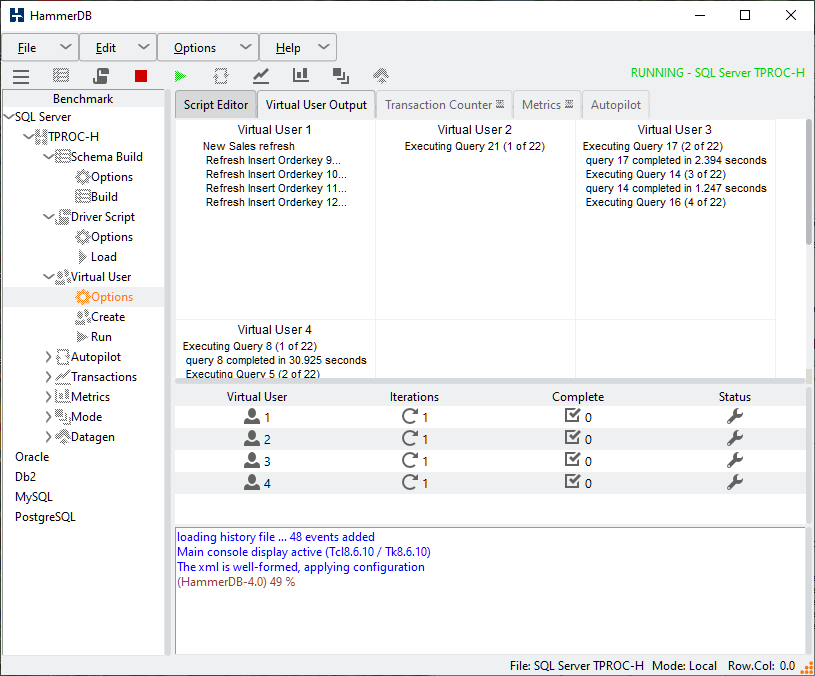 HammerDB
File Edit Options Help
RUNNING - SQL Server TPROC-H
Benchmark
SQL Server
TPROC-H
Schema Build
Options
Build
Driver Script
Options
Load
Virtual User
Options
Create
Run
Autopilot
Transactions
Metrics
Mode
Datagen
Oracle
Db2
MySQL
PostgreSQL
Script Editor Virtual User Output Transaction Counter Metrics Autopilot
Virtual User 1
New Sales refresh
Refresh Insert Orderkey 9...
Refresh Insert Orderkey 10...
Refresh Insert Orderkey 11...
Refresh Insert Orderkey 12...
Virtual User 2
Executing Query 21 (1 of 22)
Virtual User 3
Executing Query 17 (2 of 22)
query 17 completed in 2.394 seconds
Executing Query 14 (3 of 22)
query 14 completed in 1.247 seconds
Executing Query 16 (4 of 22)
Virtual User 4
Executing Query 8 (1 of 22)
query 8 completed in 30.925 seconds
Executing Query 5 (2 of 22)
Virtual User Iterations Complete Status
1 1 0
2 1 0
3 1 0
4 1 0
loading history file ... 48 events added
Main console display active (Tcl8.6.10 / Tk8.6.10)
The xml is well-formed, applying configuration
(HammerDB-4.0) 49 %
File: SQL Server TPROC-H Mode: Local Row.Col: 0.0